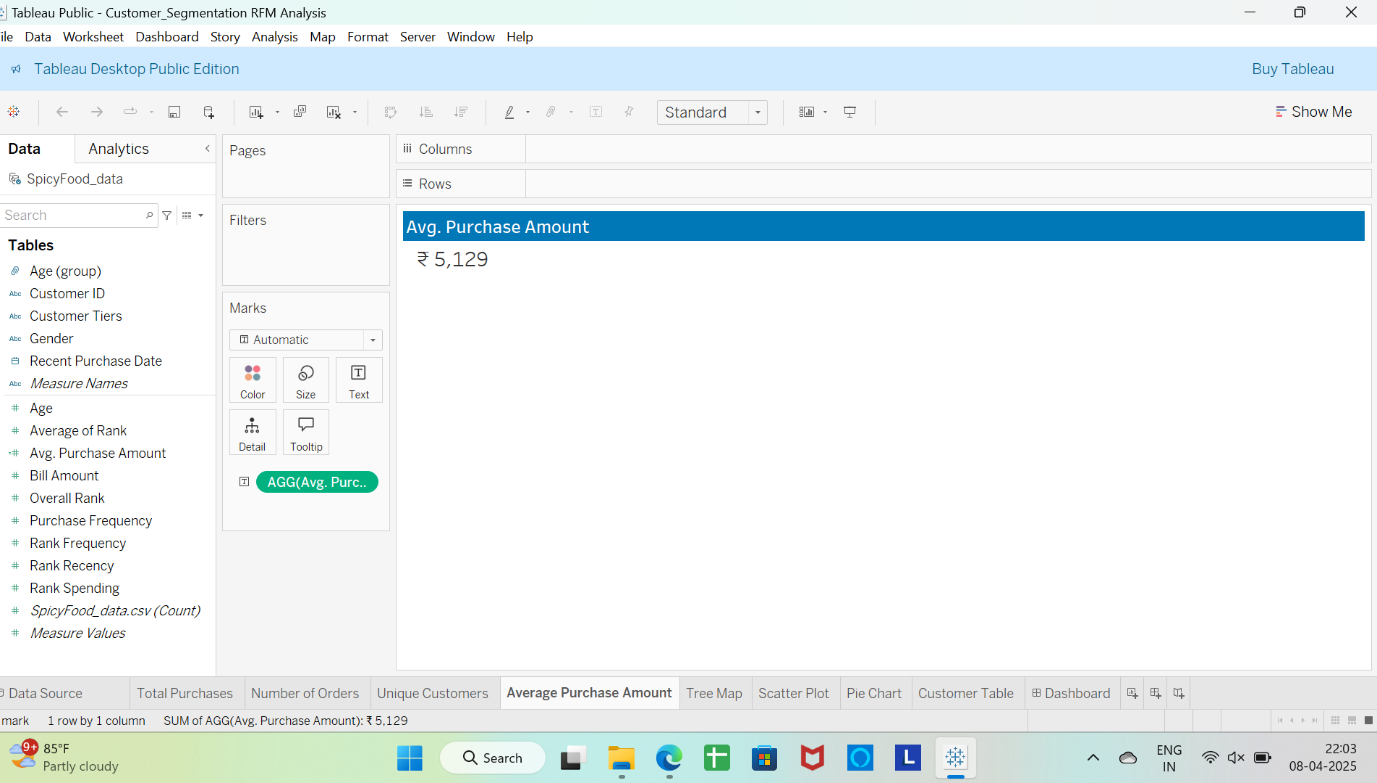 Tableau Public - Customer_Segmentation RFM Analysis
ile Data Worksheet Dashboard Story Analysis Map Format Server Window Help
Tableau Desktop Public Edition Buy Tableau
Standard Show Me
Data Analytics
SpicyFood_data
Search
Tables
Age (group)
Abc Customer ID
Abc Customer Tiers
Abc Gender
Recent Purchase Date
Abc Measure Names
# Age
# Average of Rank
# Avg. Purchase Amount
# Bill Amount
# Overall Rank
# Purchase Frequency
# Rank Frequency
# Rank Recency
# Rank Spending
# SpicyFood_data.csv (Count)
# Measure Values
Pages
Filters
Marks
Automatic
Color Size Text
Detail Tooltip
AGG(Avg. Purc..
Columns
Rows
Avg. Purchase Amount
₹ 5,129
Data Source Total Purchases Number of Orders Unique Customers Average Purchase Amount Tree Map Scatter Plot Pie Chart Customer Table Dashboard
mark 1 row by 1 column SUM of AGG(Avg. Purchase Amount): ₹ 5,129
9+ 85°F
Partly cloudy
Search
L
ENG
IN
22:03
08-04-2025